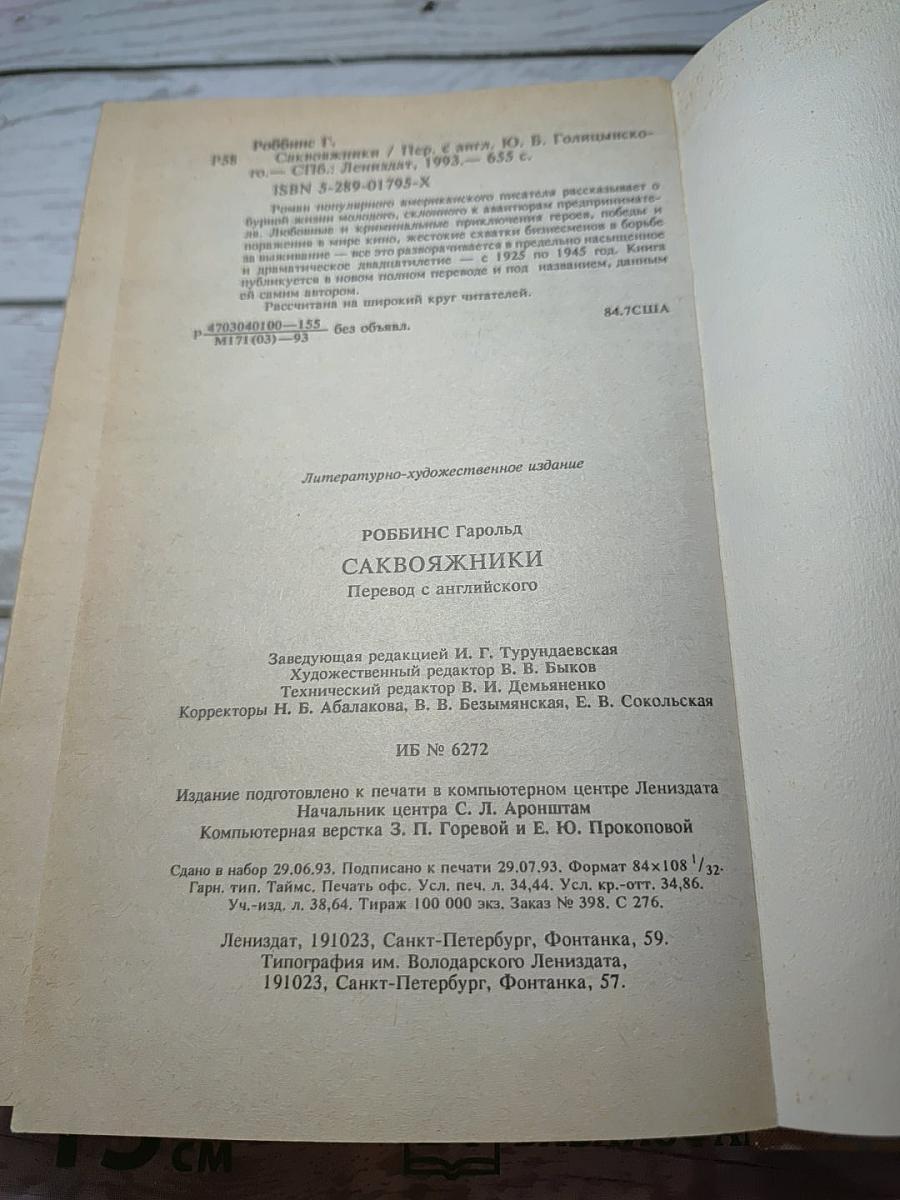 Роббинс Г.
Р58 Саквояжники / Пер. с англ. Ю. В. Голицынско-
го.— СПб.: Лениздат, 1993.— 655 с.
ISBN 5-289-01795-X
Роман популярного американского писателя рассказывает о
бурной жизни молодого, склонного к авантюрам предпринимате-
ля. Любовные и криминальные приключения героев, победы и
поражения в мире кино, жестокие схватки бизнесменов в борьбе
за выживание — все это разворачивается в предельно насыщенное
и драматическое двадцатилетие — с 1925 по 1945 год. Книга
публикуется в новом полном переводе и под названием, данным
ей самим автором.
Рассчитана на широкий круг читателей.
Р 4703040100—155 без объявл. 84.7США
М171(03)—93
Литературно-художественное издание
РОББИНС Гарольд
САКВОЯЖНИКИ
Перевод с английского
Заведующая редакцией И. Г. Турундаевская
Художественный редактор В. В. Быков
Технический редактор В. И. Демьяненко
Корректоры Н. Б. Абалакова, В. В. Безымянская, Е. В. Сокольская
ИБ № 6272
Издание подготовлено к печати в компьютерном центре Лениздата
Начальник центра С. Л. Аронштам
Компьютерная верстка З. П. Горевой и Е. Ю. Прокоповой
Сдано в набор 29.06.93. Подписано к печати 29.07.93. Формат 84×108 1/32.
Гарн. тип. Таймс. Печать офс. Усл. печ. л. 34,44. Усл. кр.-отт. 34,86.
Уч.-изд. л. 38,64. Тираж 100 000 экз. Заказ № 398. С 276.
Лениздат, 191023, Санкт-Петербург, Фонтанка, 59.
Типография им. Володарского Лениздата,
191023, Санкт-Петербург, Фонтанка, 57.
см